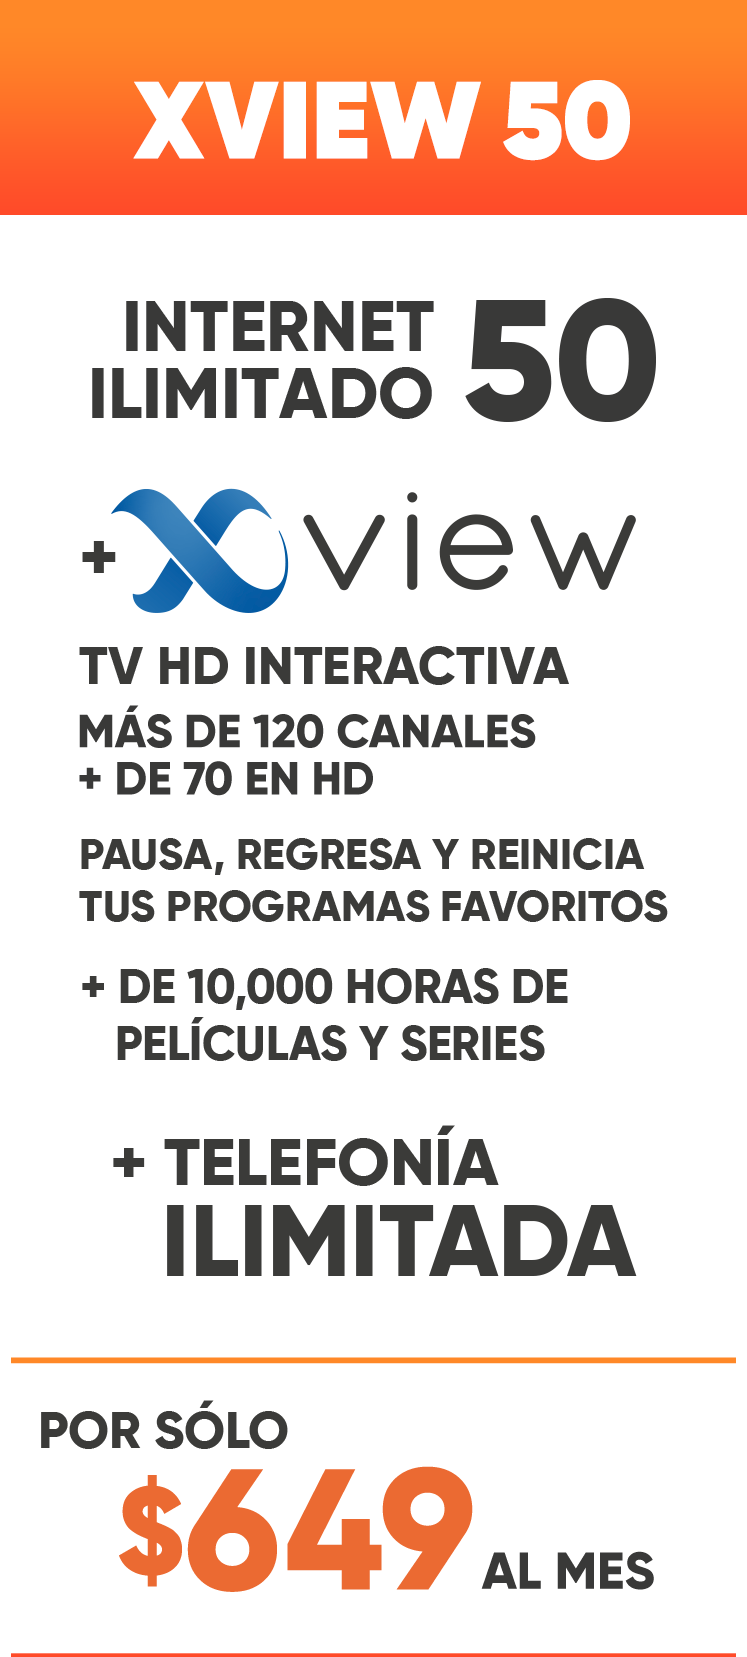 XVIEW 50
INTERNET
ILIMITADO 50
+ Xview
TV HD INTERACTIVA
MÁS DE 120 CANALES
+ DE 70 EN HD
PAUSA, REGRESA Y REINICIA
TUS PROGRAMAS FAVORITOS
+ DE 10,000 HORAS DE
PELÍCULAS Y SERIES
+ TELEFONÍA
ILIMITADA
POR SÓLO
$649 AL MES